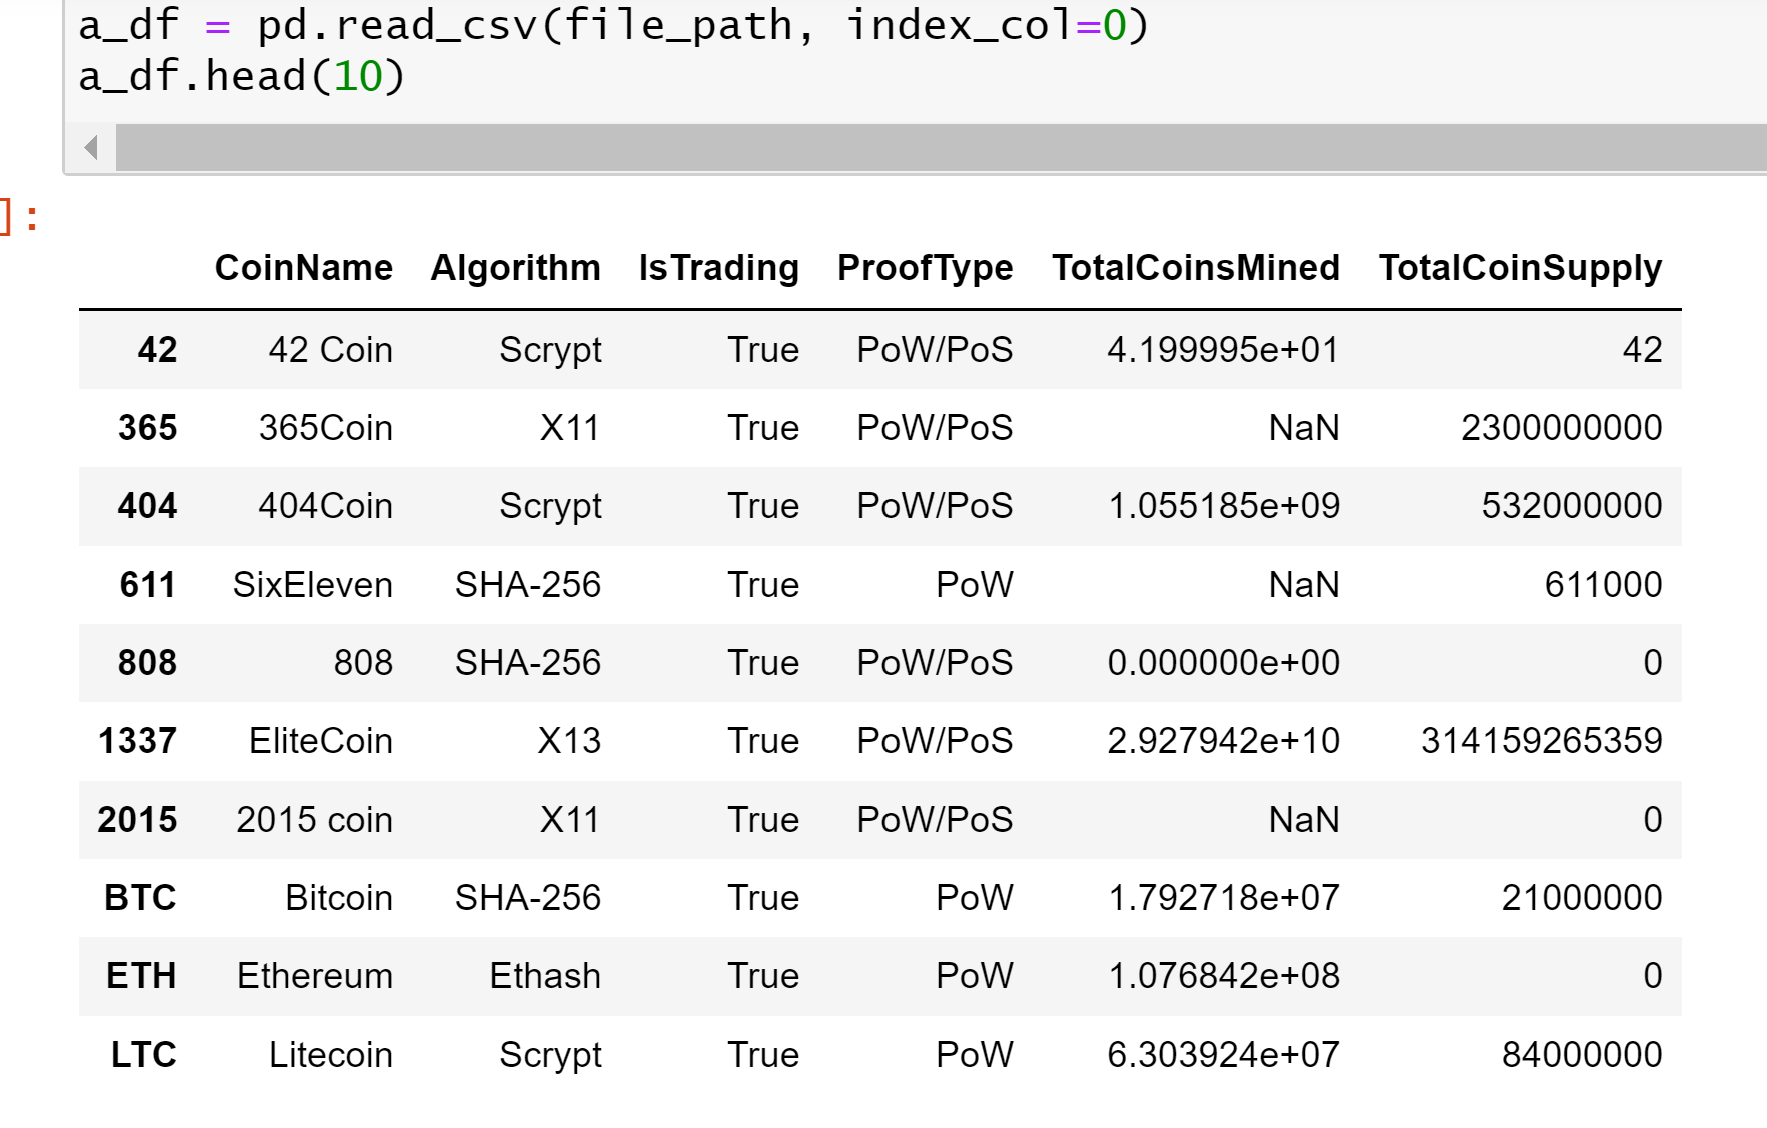 a_df = pd.read_csv(file_path, index_col=0)
a_df.head(10)
]:
CoinName Algorithm IsTrading ProofType TotalCoinsMined TotalCoinSupply
42 42 Coin Scrypt True PoW/PoS 4.199995e+01 42
365 365Coin X11 True PoW/PoS NaN 2300000000
404 404Coin Scrypt True PoW/PoS 1.055185e+09 532000000
611 SixEleven SHA-256 True PoW NaN 611000
808 808 SHA-256 True PoW/PoS 0.000000e+00 0
1337 EliteCoin X13 True PoW/PoS 2.927942e+10 314159265359
2015 2015 coin X11 True PoW/PoS NaN 0
BTC Bitcoin SHA-256 True PoW 1.792718e+07 21000000
ETH Ethereum Ethash True PoW 1.076842e+08 0
LTC Litecoin Scrypt True PoW 6.303924e+07 84000000